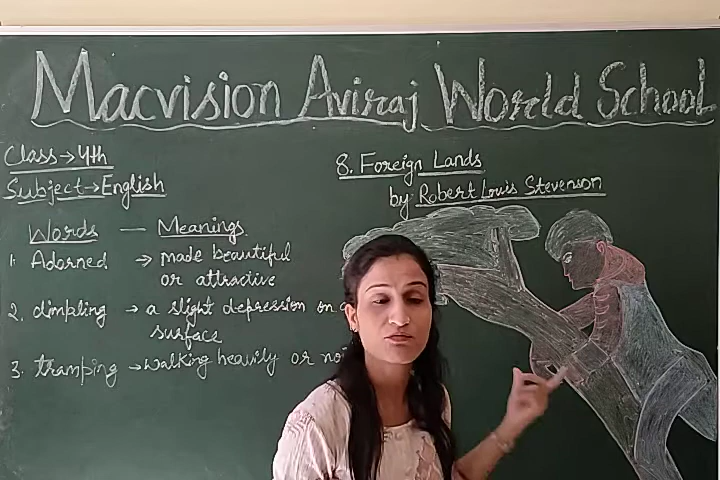 Macvision Aviraj World School
Class→4th
Subject→English
8. Foreign Lands
by: Robert Louis Stevenson
Words — Meanings
1. Adorned → made beautiful
or attractive
2. dimpling → a slight depression on
surface
3. tramping → walking heavily or